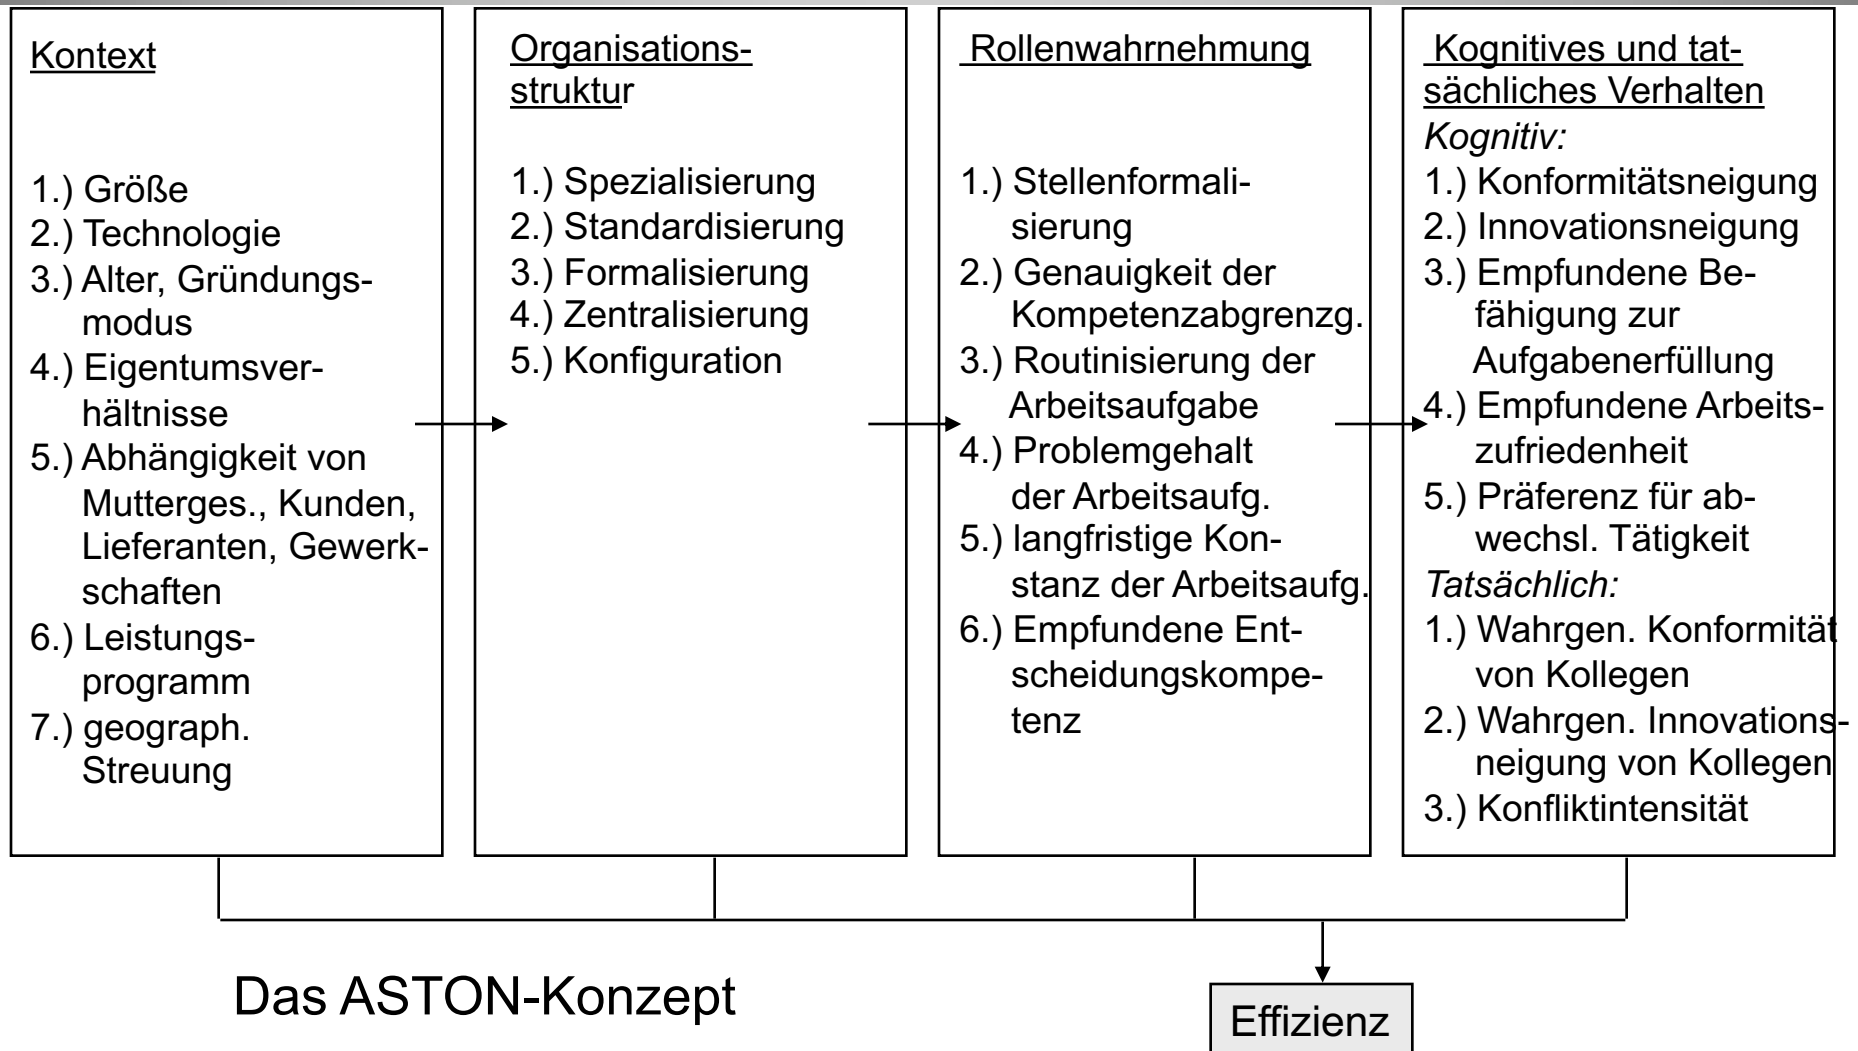 Kontext
1.) Größe
2.) Technologie
3.) Alter, Gründungs-
modus
4.) Eigentumsver-
hältnisse
5.) Abhängigkeit von
Mutterges., Kunden,
Lieferanten, Gewerk-
schaften
6.) Leistungs-
programm
7.) geograph.
Streuung
Organisations-
struktur
1.) Spezialisierung
2.) Standardisierung
3.) Formalisierung
4.) Zentralisierung
5.) Konfiguration
Rollenwahrnehmung
1.) Stellenformali-
sierung
2.) Genauigkeit der
Kompetenzabgrenzg.
3.) Routinisierung der
Arbeitsaufgabe
4.) Problemgehalt
der Arbeitsaufg.
5.) langfristige Kon-
stanz der Arbeitsaufg.
6.) Empfundene Ent-
scheidungskompe-
tenz
Kognitives und tat-
sächliches Verhalten
Kognitiv:
1.) Konformitätsneigung
2.) Innovationsneigung
3.) Empfundene Be-
fähigung zur
Aufgabenerfüllung
4.) Empfundene Arbeits-
zufriedenheit
5.) Präferenz für ab-
wechsl. Tätigkeit
Tatsächlich:
1.) Wahrgen. Konformität
von Kollegen
2.) Wahrgen. Innovations-
neigung von Kollegen
3.) Konfliktintensität
Das ASTON-Konzept
Effizienz